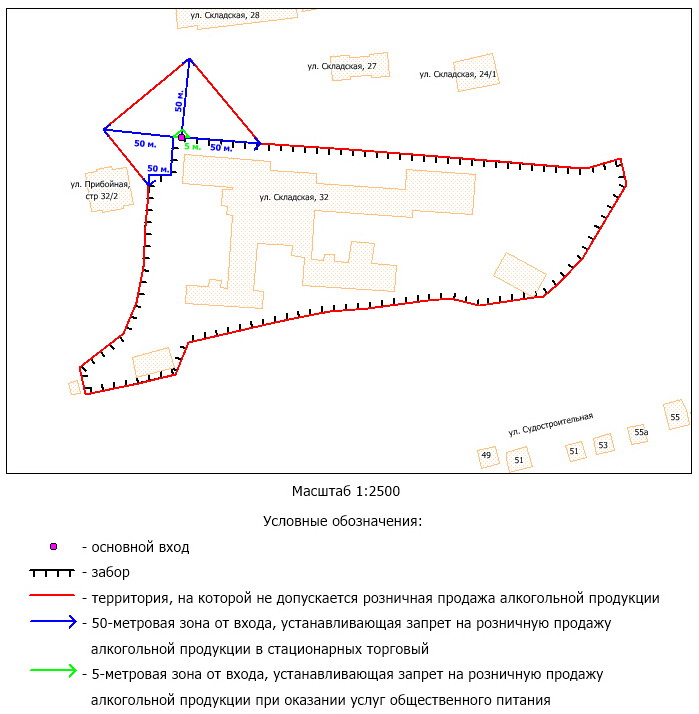 ул. Складская, 28
ул. Складская, 27
ул. Складская, 24/1
50 м.
50 м.
5 м.
50 м.
50 м.
ул. Прибойная,
стр 32/2
ул. Складская, 32
ул. Судостроительная
55
55а
53
51
51
49
Масштаб 1:2500
Условные обозначения:
- основной вход
- забор
- территория, на которой не допускается розничная продажа алкогольной продукции
- 50-метровая зона от входа, устанавливающая запрет на розничную продажу
алкогольной продукции в стационарных торговый
- 5-метровая зона от входа, устанавливающая запрет на розничную продажу
алкогольной продукции при оказании услуг общественного питания